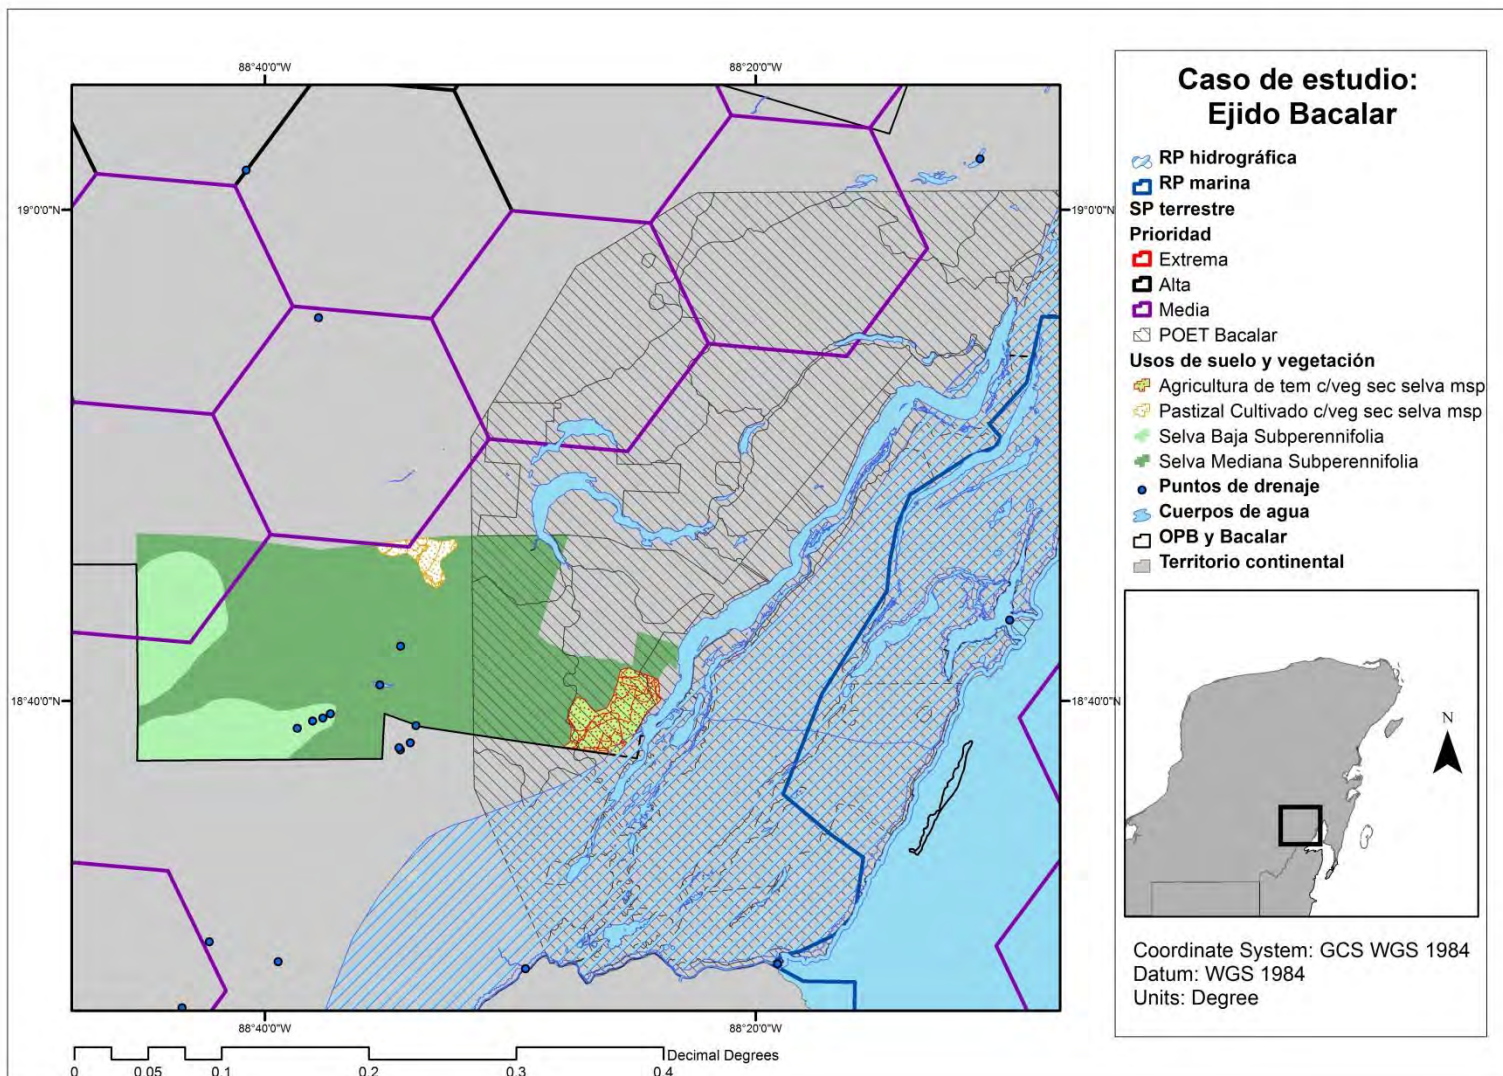 88°40'0"W
88°20'0"W
19°0'0"N
19°0'0"N
18°40'0"N
18°40'0"N
88°40'0"W
88°20'0"W
0
0.05
0.1
0.2
0.3
0.4
Decimal Degrees
Caso de estudio:
Ejido Bacalar
RP hidrográfica
RP marina
SP terrestre
Prioridad
Extrema
Alta
Media
POET Bacalar
Usos de suelo y vegetación
Agricultura de tem c/veg sec selva msp
Pastizal Cultivado c/veg sec selva msp
Selva Baja Subperennifolia
Selva Mediana Subperennifolia
Puntos de drenaje
Cuerpos de agua
OPB y Bacalar
Territorio continental
N
Coordinate System: GCS WGS 1984
Datum: WGS 1984
Units: Degree